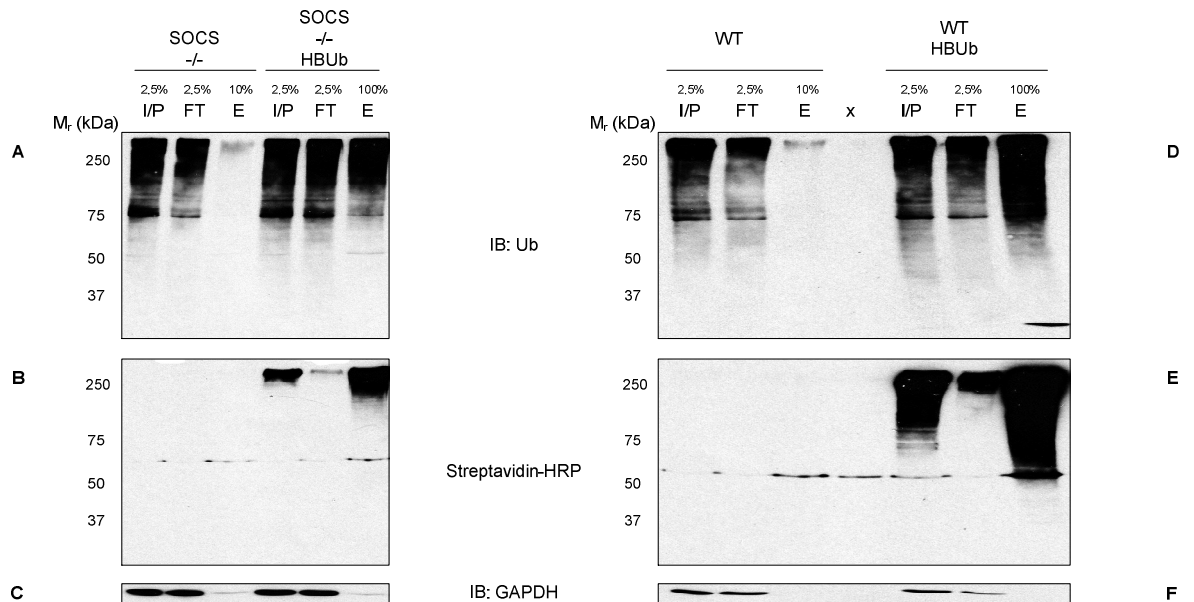 SOCS
-/-
SOCS
-/-
HBUb
WT
WT
HBUb
2,5% 2,5% 10% 2,5% 2,5% 100%
I/P FT E I/P FT E
2,5% 2,5% 10% 2,5% 2,5% 100%
I/P FT E x I/P FT E
Mr (kDa)
Mr (kDa)
A
250
75
50
37
IB: Ub
250
75
50
37
D
B
250
75
50
37
Streptavidin-HRP
250
75
50
37
E
C
IB: GAPDH
F